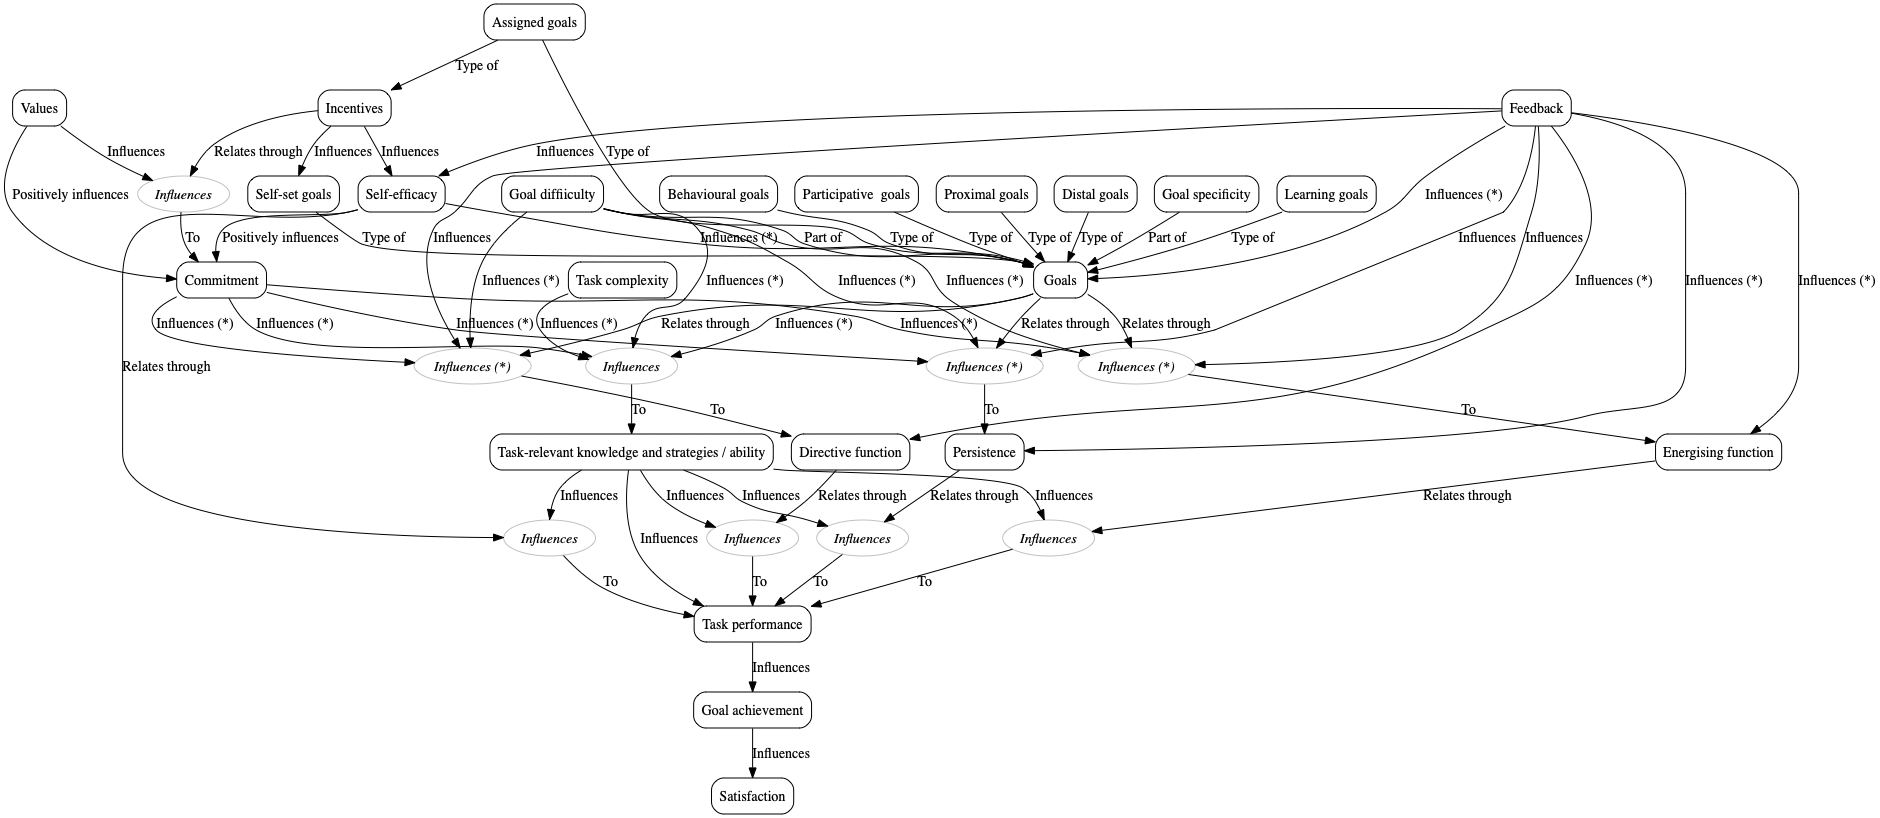 Assigned goals
Type of
Values
Incentives
Feedback
Influences
Relates through
Influences
Influences
Influences
Type of
Positively influences
Influences
Self-set goals
Self-efficacy
Goal diffiiculty
Behavioural goals
Participative  goals
Proximal goals
Distal goals
Goal specificity
Learning goals
Influences (*)
To
Positively influences
Type of
Influences
Influences (*)
Part of
Type of
Type of
Type of
Type of
Part of
Type of
Influences
Influences
Commitment
Influences (*)
Task complexity
Influences (*)
Influences (*)
Influences (*)
Goals
Influences (*)
Influences (*)
Influences (*)
Influences (*)
Influences (*)
Influences (*)
Influences (*)
Relates through
Influences (*)
Influences (*)
Relates through
Relates through
Relates through
Influences (*)
Influences
Influences (*)
Influences (*)
To
To
To
To
Task-relevant knowledge and strategies / ability
Directive function
Persistence
Energising function
Influences
Influences
Influences
Relates through
Relates through
Influences
Relates through
Influences
Influences
Influences
Influences
Influences
To
To
To
To
Task performance
Influences
Goal achievement
Influences
Satisfaction